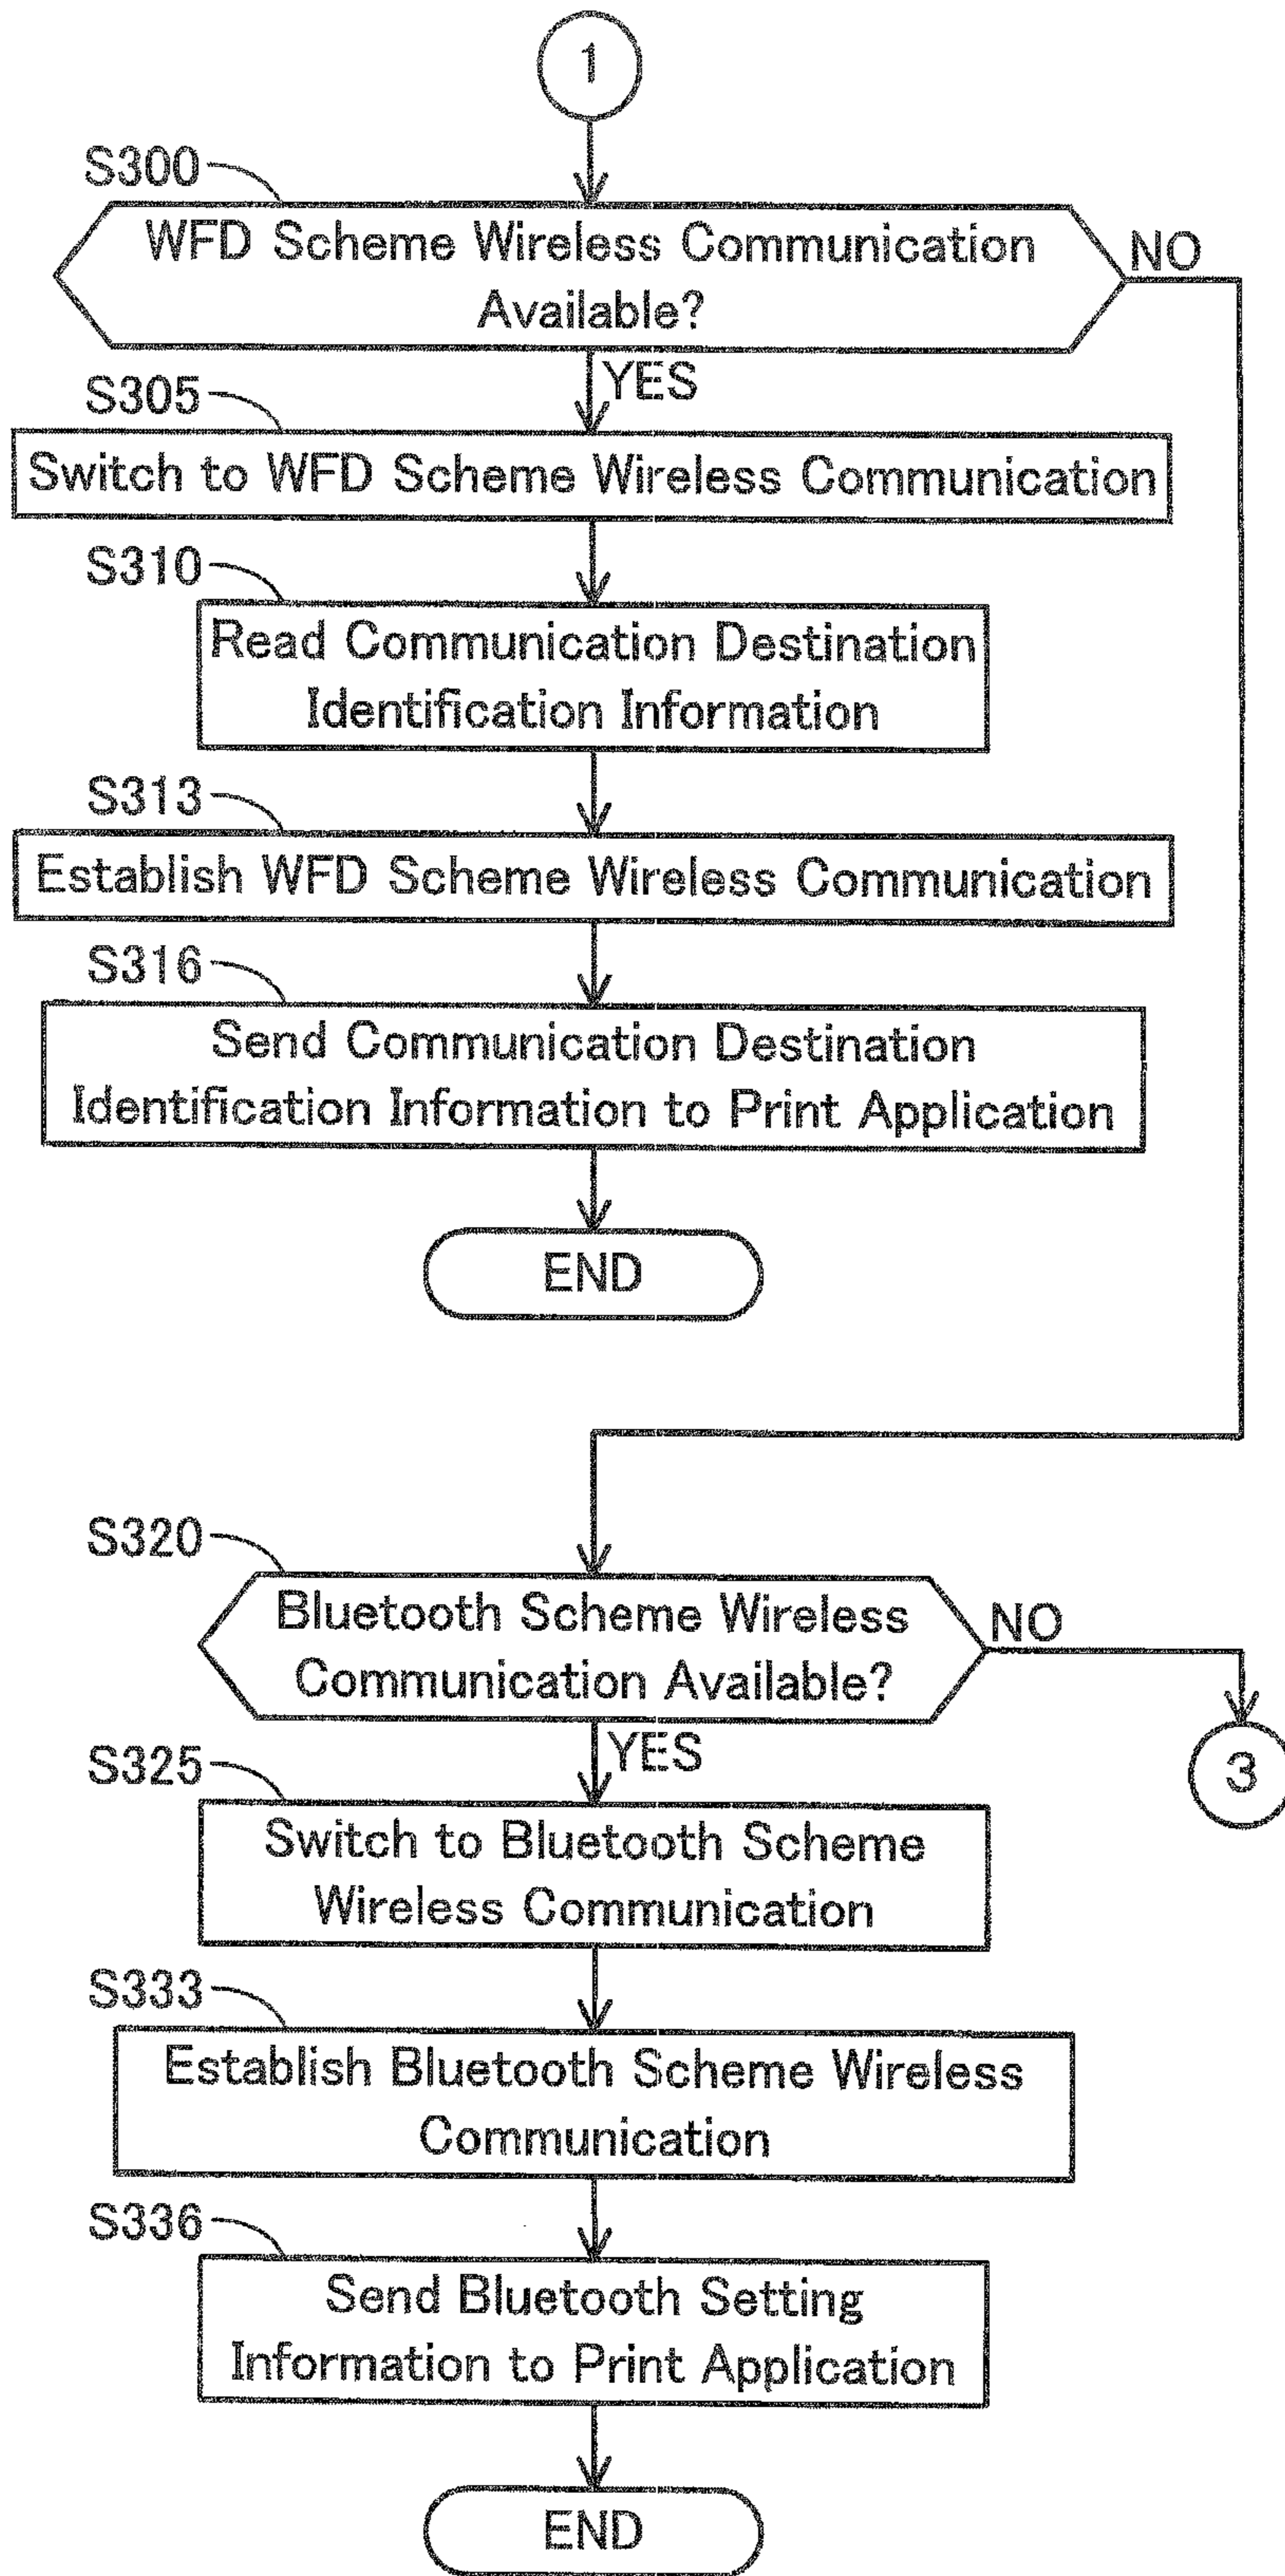 1
S300
WFD Scheme Wireless Communication
Available?
NO
YES
S305
Switch to WFD Scheme Wireless Communication
S310
Read Communication Destination
Identification Information
S313
Establish WFD Scheme Wireless Communication
S316
Send Communication Destination
Identification Information to Print Application
END
S320
Bluetooth Scheme Wireless
Communication Available?
NO
YES
3
S325
Switch to Bluetooth Scheme
Wireless Communication
S333
Establish Bluetooth Scheme Wireless
Communication
S336
Send Bluetooth Setting
Information to Print Application
END